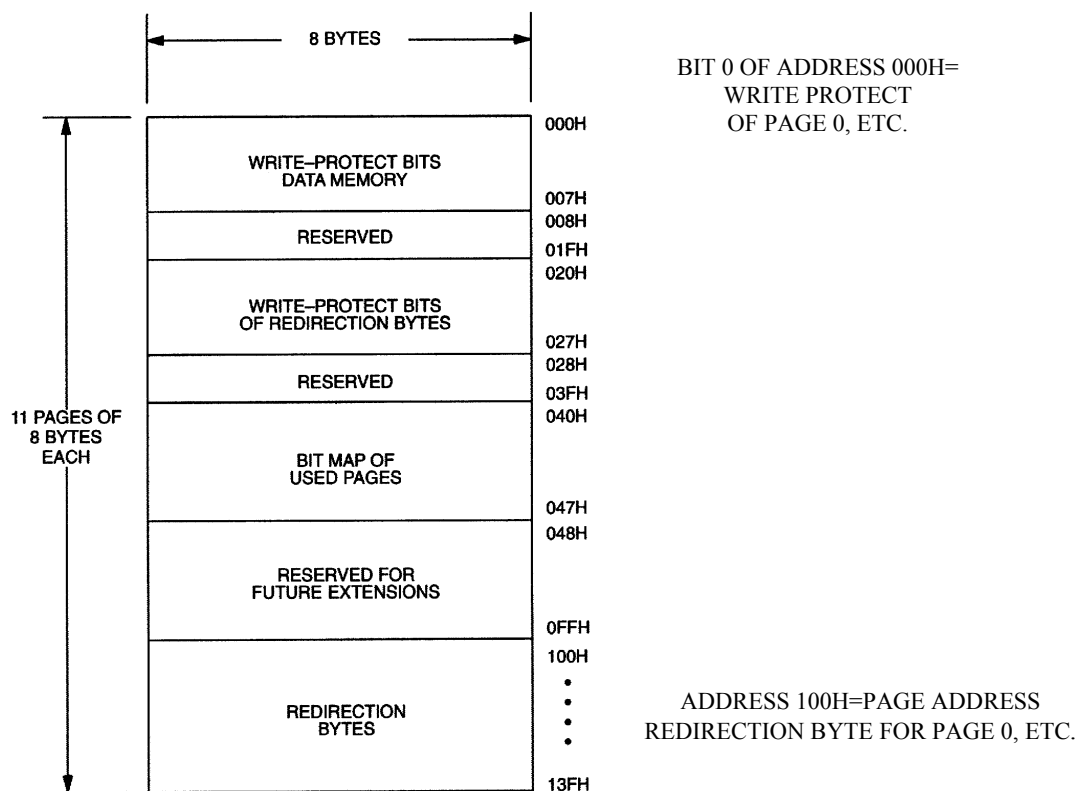 8 BYTES
BIT 0 OF ADDRESS 000H=
WRITE PROTECT
OF PAGE 0, ETC.
000H
WRITE–PROTECT BITS
DATA MEMORY
007H
008H
RESERVED
01FH
020H
WRITE–PROTECT BITS
OF REDIRECTION BYTES
027H
028H
RESERVED
03FH
11 PAGES OF
8 BYTES
EACH
040H
BIT MAP OF
USED PAGES
047H
048H
RESERVED FOR
FUTURE EXTENSIONS
0FFH
100H
REDIRECTION
BYTES
ADDRESS 100H=PAGE ADDRESS
REDIRECTION BYTE FOR PAGE 0, ETC.
13FH